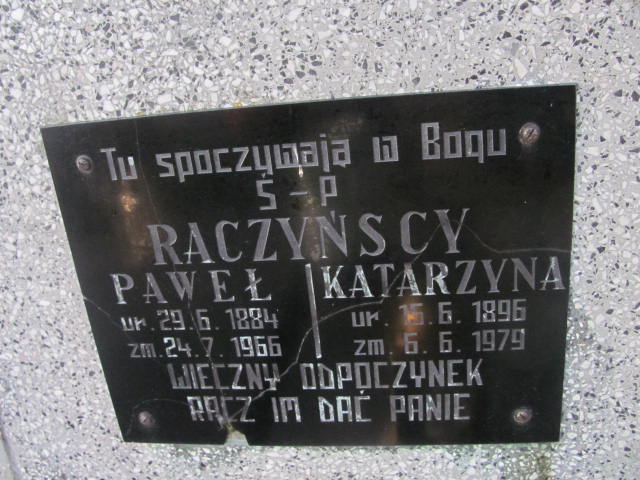 Tu spoczywają w Bogu
Ś-P
RACZYŃSCY
PAWEŁ
ur. 29.6.1884
zm. 24.7.1966
KATARZYNA
ur. 15.6.1896
zm. 6.6.1979
WIECZNY ODPOCZYNEK
RACZ IM DAĆ PANIE